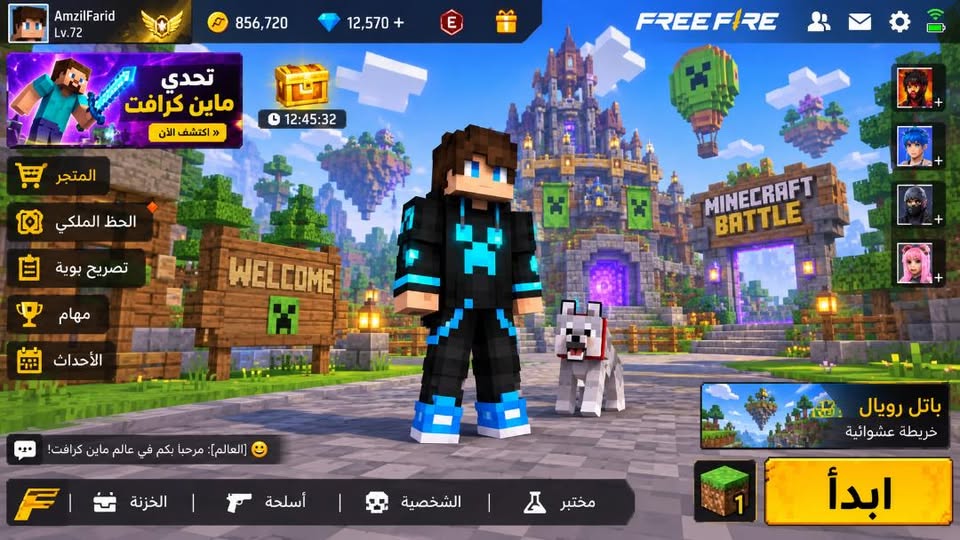 AmzilFarid
Lv.72
856,720
12,570 +
E
FREE FIRE
تحدي
ماين كرافت
اكتشف الآن »
12:45:32
المتجر
الحظ الملكي
تصريح بوية
مهام
الأحداث
WELCOME
MINECRAFT
BATTLE
باتل رويال
خريطة عشوائية
[العالم]: مرحباً بكم في عالم ماين كرافت!
الخزنة
أسلحة
الشخصية
مختبر
1
ابدأ